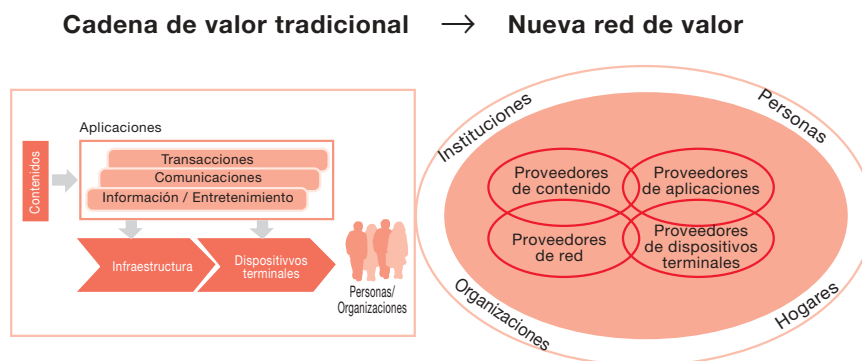 Cadena de valor tradicional → Nueva red de valor
Aplicaciones
Contenidos
Transacciones
Comunicaciones
Información / Entretenimiento
Infraestructura
Dispositivvos
terminales
Personas/
Organizaciones
Instituciones
Personas
Proveedores
de contenido
Proveedores
de aplicaciones
Proveedores
de red
Proveedores
de dispositivos
terminales
Organizaciones
Hogares